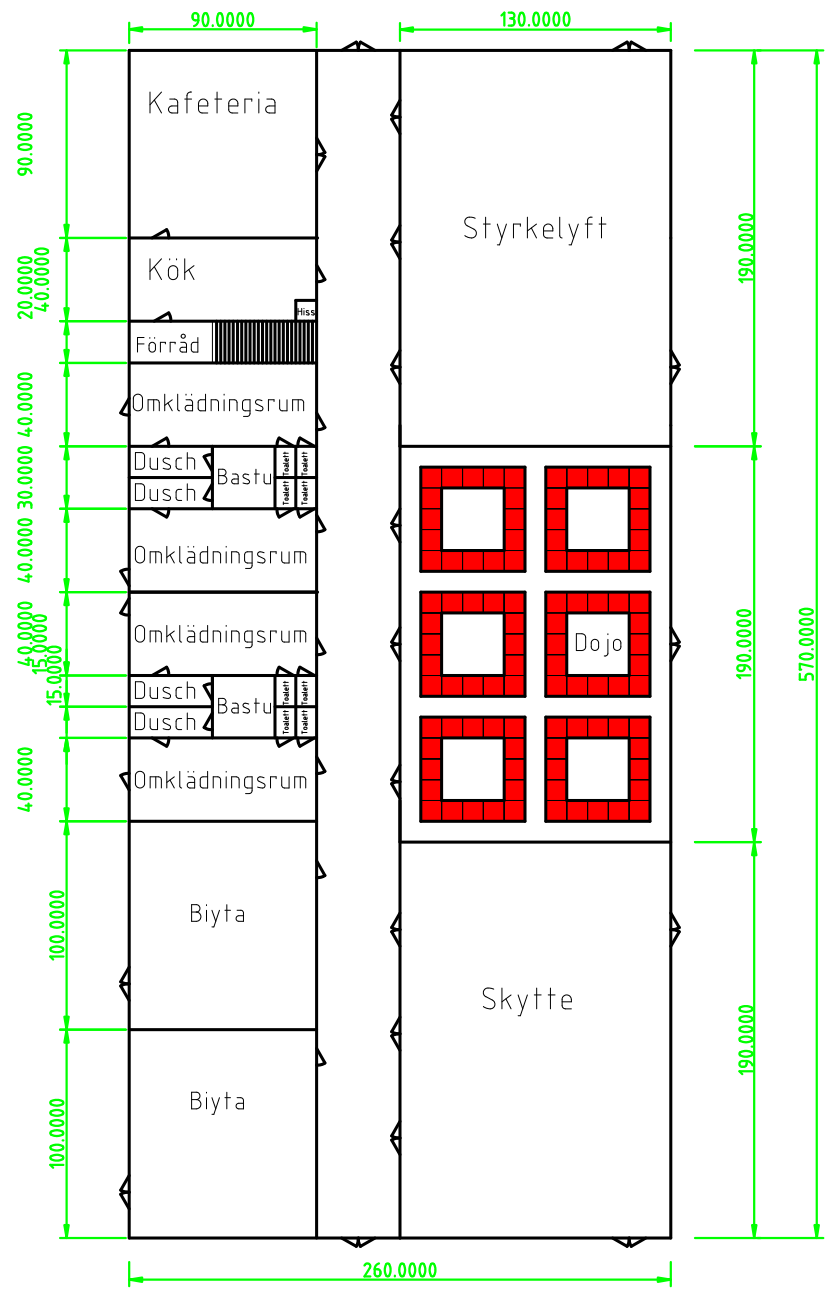 90.0000
130.0000
Kafeteria
90.0000
Styrkelyft
190.0000
Kök
20.0000
40.0000
Hiss
Förråd
Omklädningsrum
40.0000
Dusch
Bastu
Toalett
Toalett
Dusch
Toalett
Toalett
30.0000
Omklädningsrum
40.0000
Omklädningsrum
40.0000
15.0000
15.0000
Dojo
190.0000
570.0000
Dusch
Bastu
Toalett
Toalett
Dusch
Toalett
Toalett
Omklädningsrum
40.0000
Biyta
100.0000
Skytte
190.0000
Biyta
100.0000
260.0000